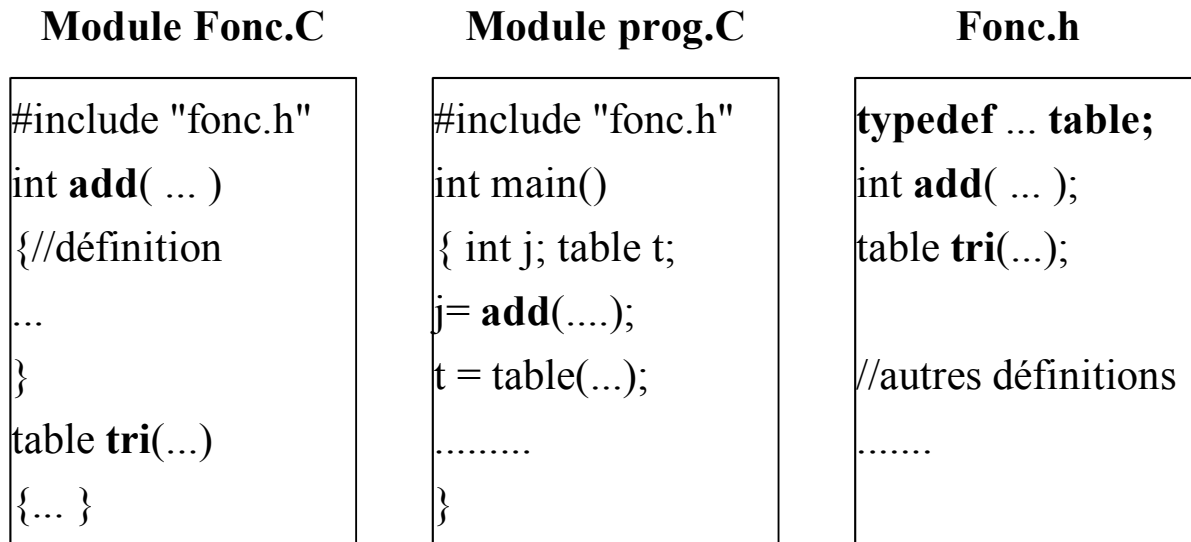 Module Fonc.C
#include "fonc.h"
int add( ... )
{//définition
...
}
table tri(...)
{... }
Module prog.C
#include "fonc.h"
int main()
{ int j; table t;
j= add(....);
t = table(...);
.........
}
Fonc.h
typedef ... table;
int add( ... );
table tri(...);
//autres définitions
.......